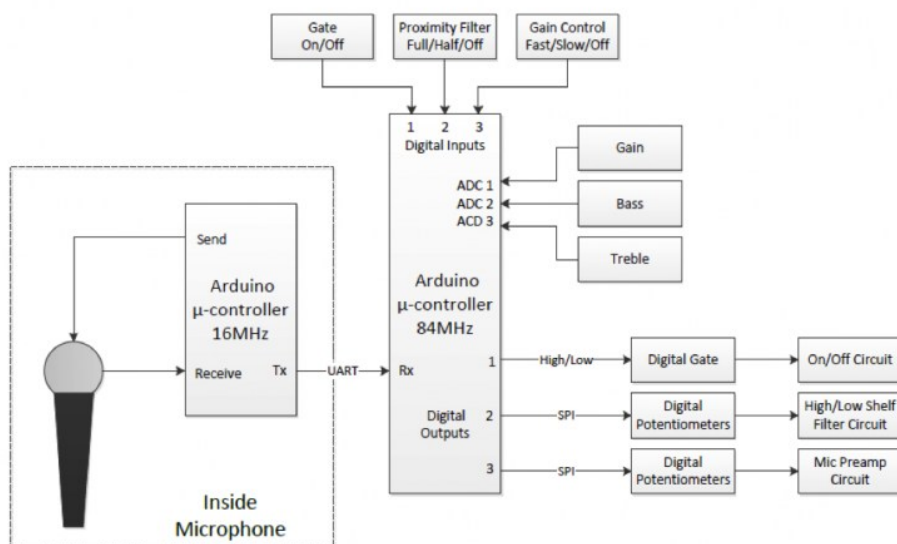 Gate
On/Off
Proximity Filter
Full/Half/Off
Gain Control
Fast/Slow/Off
1 2 3
Digital Inputs
ADC 1
ADC 2
ACD 3
Gain
Bass
Treble
Send
Arduino
μ-controller
16MHz
Receive
Tx
UART
Arduino
μ-controller
84MHz
Rx
Digital
Outputs
1
High/Low
Digital Gate
On/Off Circuit
2
SPI
Digital
Potentiometers
High/Low Shelf
Filter Circuit
3
SPI
Digital
Potentiometers
Mic Preamp
Circuit
Inside
Microphone